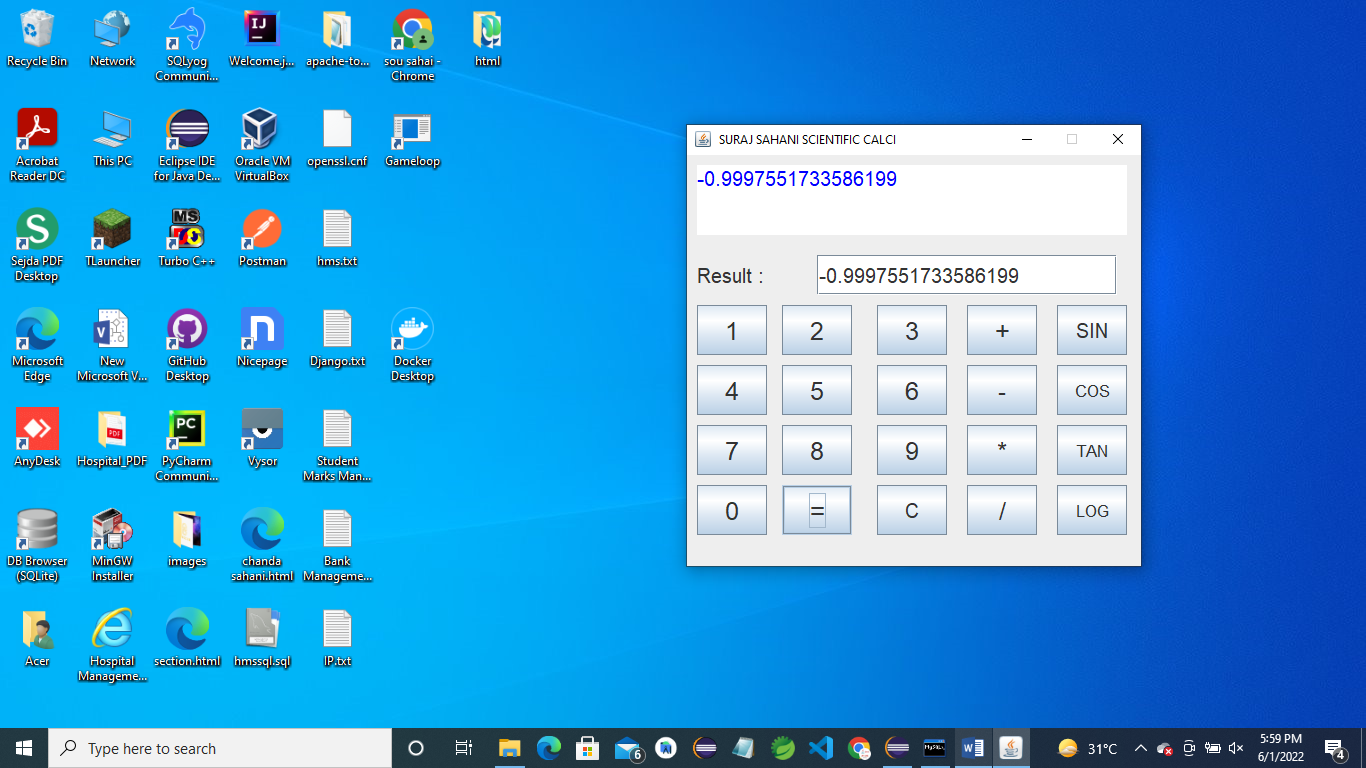 Recycle Bin
Network
SQLyog
Communi...
Welcome.j...
apache-to...
sou sahai -
Chrome
html
Acrobat
Reader DC
This PC
Eclipse IDE
for Java De...
Oracle VM
VirtualBox
openssl.cnf
Gameloop
Sejda PDF
Desktop
TLauncher
Turbo C++
Postman
hms.txt
Microsoft
Edge
New
Microsoft V...
GitHub
Desktop
Nicepage
Django.txt
Docker
Desktop
AnyDesk
Hospital_PDF
PyCharm
Communi...
Vysor
Student
Marks Man...
DB Browser
(SQLite)
MinGW
Installer
images
chanda
sahani.html
Bank
Manageme...
Acer
Hospital
Manageme...
section.html
hmssql.sql
IP.txt
SURAJ SAHANI SCIENTIFIC CALCI
-0.9997551733586199
Result : -0.9997551733586199
1 2 3 + SIN
4 5 6 - COS
7 8 9 * TAN
0 = C / LOG
Type here to search
6
31°C
5:59 PM
6/1/2022
4